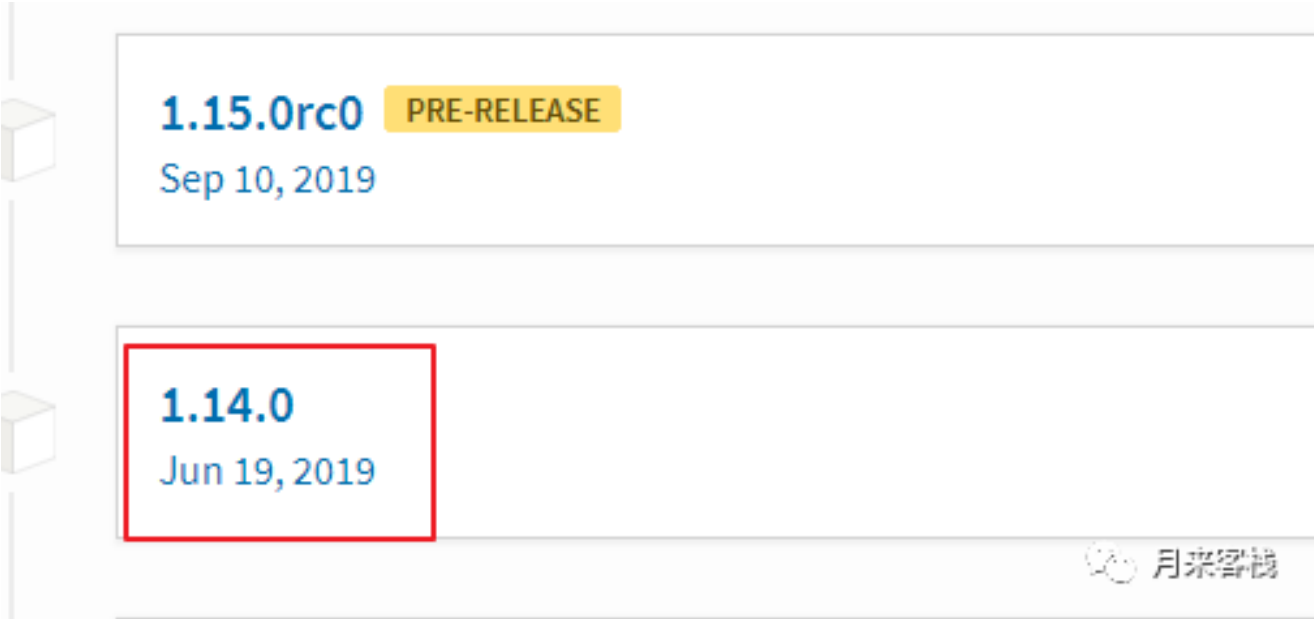 1.15.0rc0 PRE-RELEASE
Sep 10, 2019
1.14.0
Jun 19, 2019
月来客栈